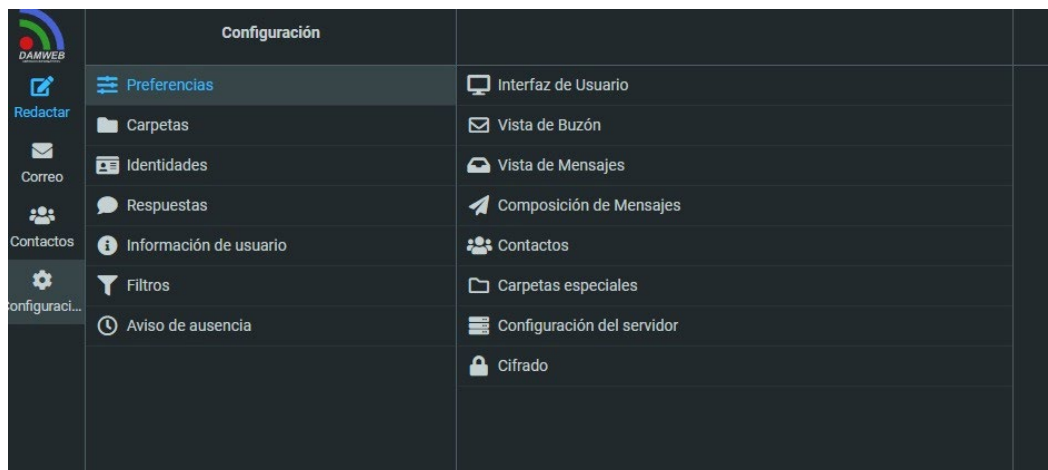 DAMWEB
Redactar
Correo
Contactos
onfiguraci...
Configuración
Preferencias
Carpetas
Identidades
Respuestas
Información de usuario
Filtros
Aviso de ausencia
Interfaz de Usuario
Vista de Buzón
Vista de Mensajes
Composición de Mensajes
Contactos
Carpetas especiales
Configuración del servidor
Cifrado